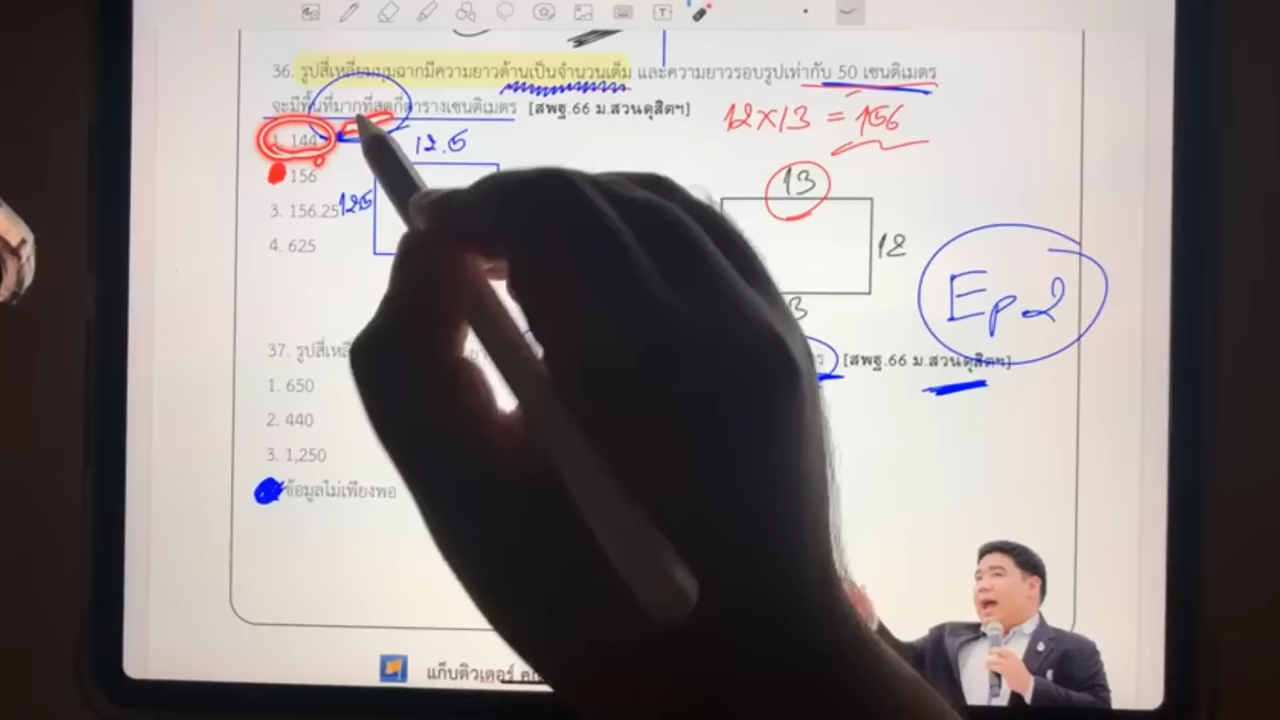 36. รูปสี่เหลี่ยมมุมฉากมีความยาวด้านเป็นจำนวนเต็ม และความยาวรอบรูปเท่ากับ 50 เซนติเมตร
จะมีพื้นที่มากที่สุดกี่ตารางเซนติเมตร [สพฐ.66 ม.สวนดุสิตฯ]
12×13 = 156
1. 144
12.5
156
13
3. 156.25
12.5
4. 625
12
Ep2
3
37. รูปสี่เหลี่
[สพฐ.66 ม.สวนดุสิตฯ]
1. 650
2. 440
3. 1,250
ข้อมูลไม่เพียงพอ
แก๊บติวเตอร์